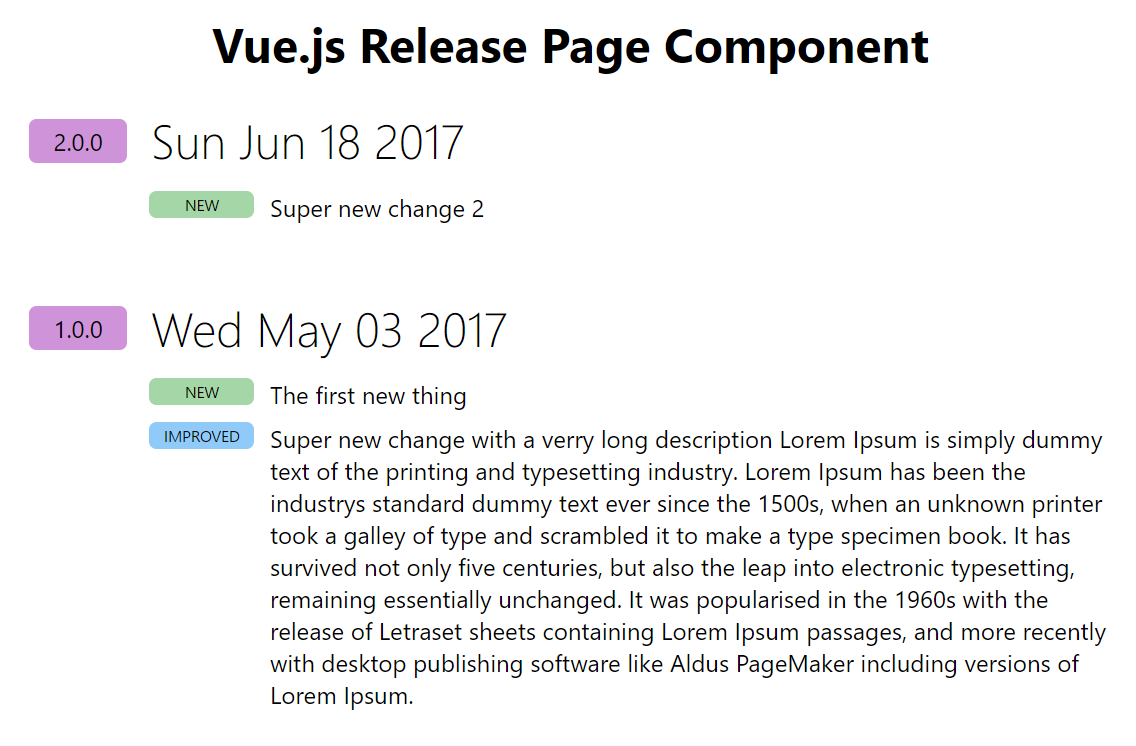 Vue.js Release Page Component
2.0.0 Sun Jun 18 2017
NEW Super new change 2
1.0.0 Wed May 03 2017
NEW The first new thing
IMPROVED Super new change with a verry long description Lorem Ipsum is simply dummy
text of the printing and typesetting industry. Lorem Ipsum has been the
industrys standard dummy text ever since the 1500s, when an unknown printer
took a galley of type and scrambled it to make a type specimen book. It has
survived not only five centuries, but also the leap into electronic typesetting,
remaining essentially unchanged. It was popularised in the 1960s with the
release of Letraset sheets containing Lorem Ipsum passages, and more recently
with desktop publishing software like Aldus PageMaker including versions of
Lorem Ipsum.